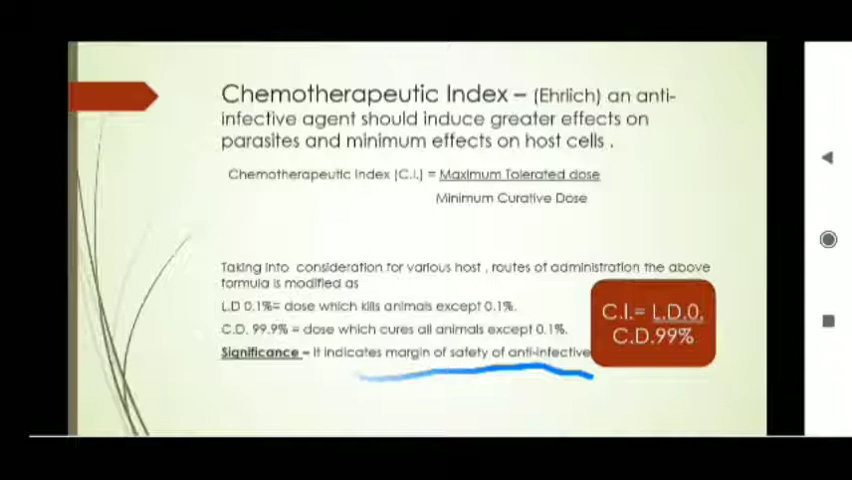 Chemotherapeutic Index – (Ehrlich) an anti-
infective agent should induce greater effects on
parasites and minimum effects on host cells .
Chemotherapeutic Index (C.I.) = Maximum Tolerated dose
Minimum Curative Dose
Taking into consideration for various host , routes of administration the above
formula is modified as
L.D 0.1%= dose which kills animals except 0.1%.
C.D. 99.9% = dose which cures all animals except 0.1%.
Significance – it indicates margin of safety of anti-infective
C.I.= L.D.0.
C.D.99%